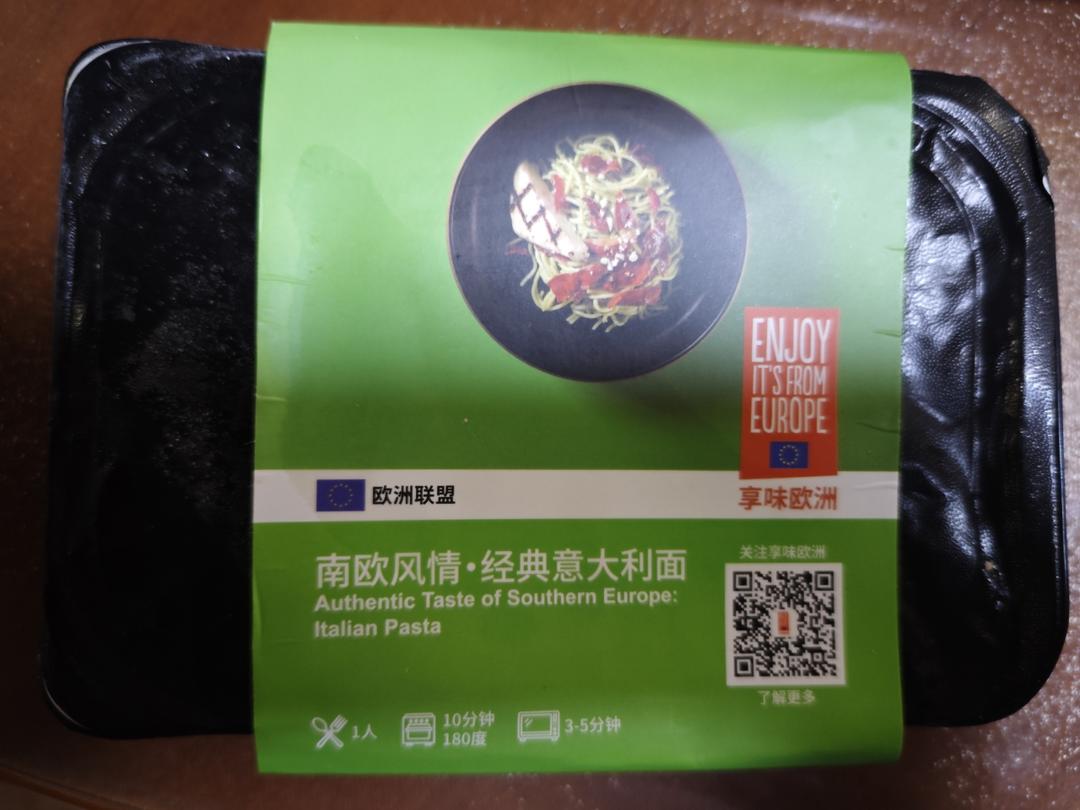 ENJOY
IT'S FROM
EUROPE
欧洲联盟
享味欧洲
南欧风情·经典意大利面
Authentic Taste of Southern Europe:
Italian Pasta
关注享味欧洲
了解更多
1人
10分钟
180度
3-5分钟